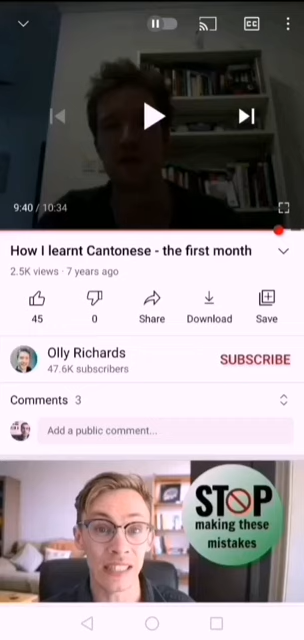 9:40 / 10:34
How I learnt Cantonese - the first month
2.5K views · 7 years ago
45
0
Share
Download
Save
Olly Richards
47.6K subscribers
SUBSCRIBE
Comments 3
Add a public comment...
STOP
making these
mistakes
CC